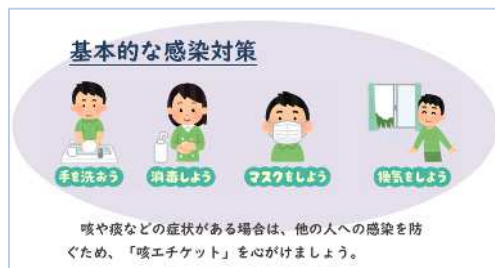 基本的な感染対策
手を洗おう
消毒しよう
マスクをしよう
換気をしよう
咳や痰などの症状がある場合は、他の人への感染を防
ぐため、「咳エチケット」を心がけましょう。